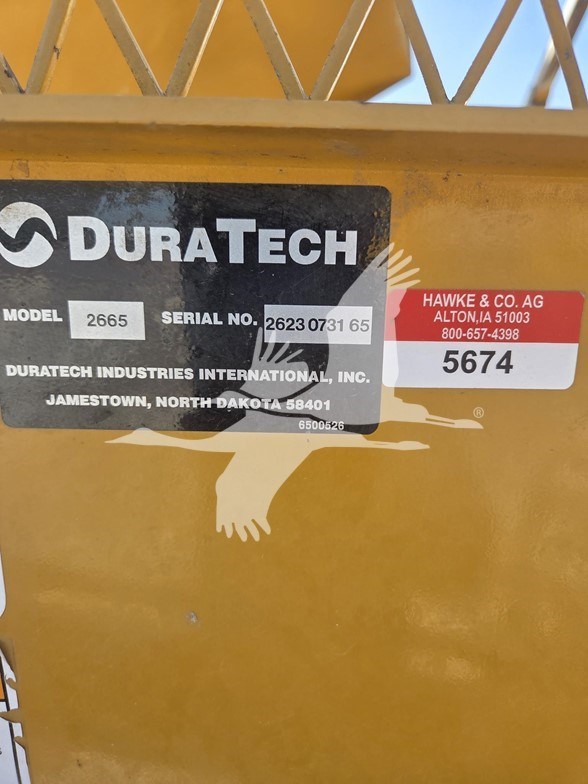 DURATECH
MODEL 2665 SERIAL NO. 2623 0731 65
DURATECH INDUSTRIES INTERNATIONAL, INC.
JAMESTOWN, NORTH DAKOTA 58401
6500526
HAWKE & CO. AG
ALTON,IA 51003
800-657-4398
5674
®